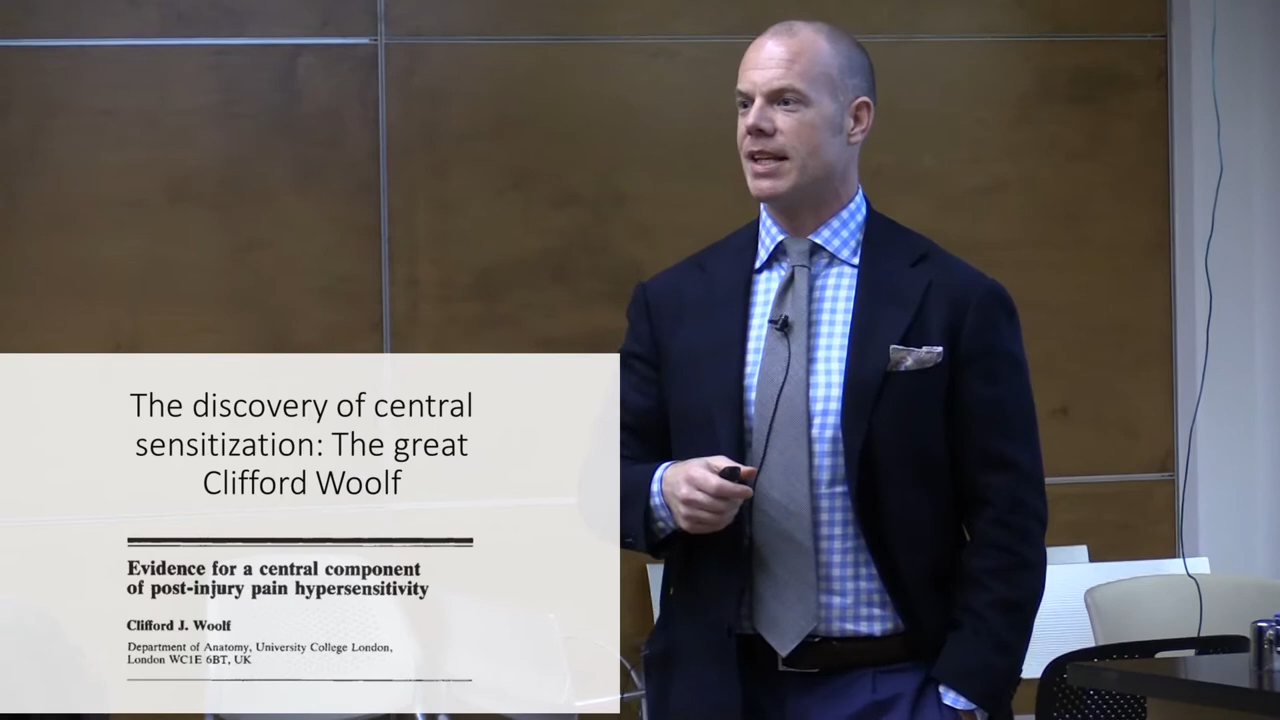 The discovery of central
sensitization: The great
Clifford Woolf
Evidence for a central component
of post-injury pain hypersensitivity
Clifford J. Woolf
Department of Anatomy, University College London,
London WC1E 6BT, UK